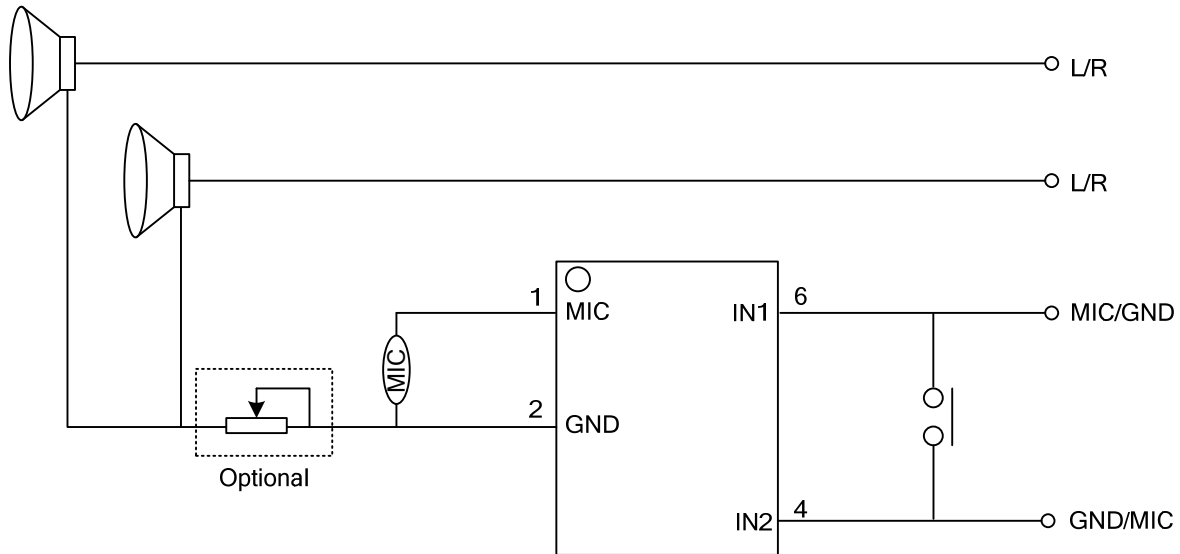 L/R
L/R
1
MIC
IN1
6
MIC/GND
MIC
2
GND
Optional
IN2
4
GND/MIC